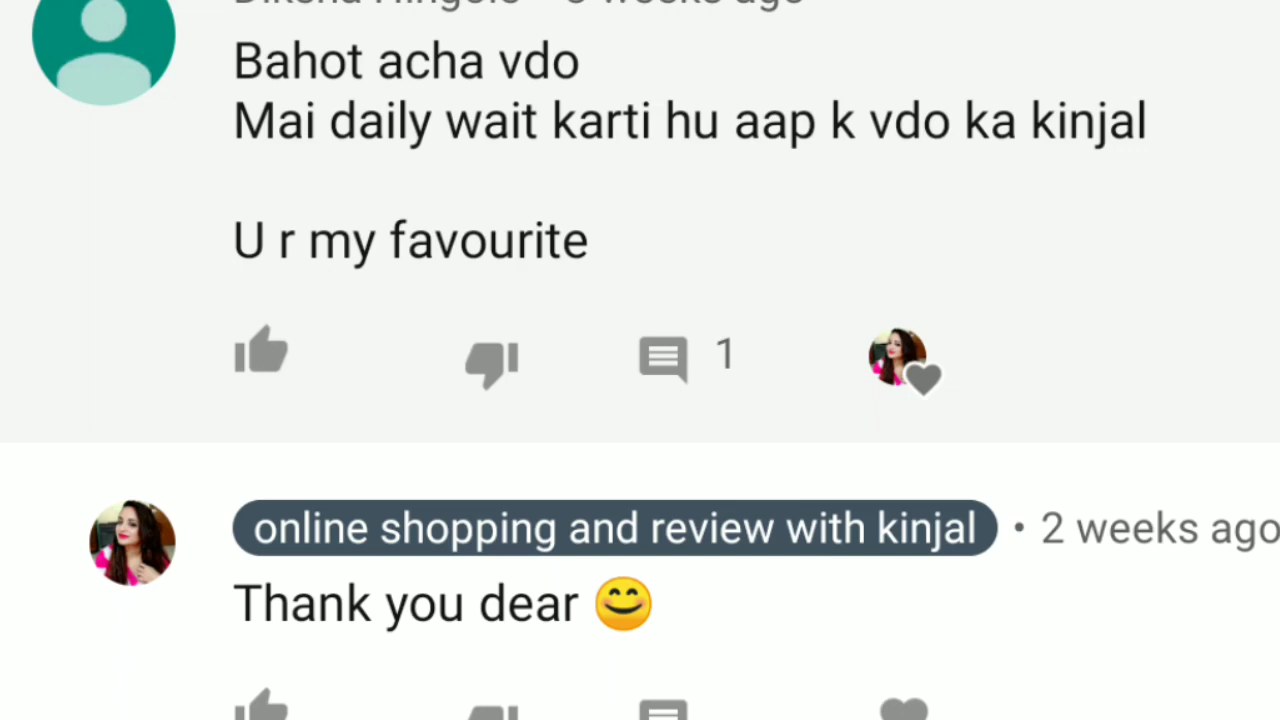 Bahot acha vdo
Mai daily wait karti hu aap k vdo ka kinjal
U r my favourite
1
online shopping and review with kinjal • 2 weeks ago
Thank you dear 😊